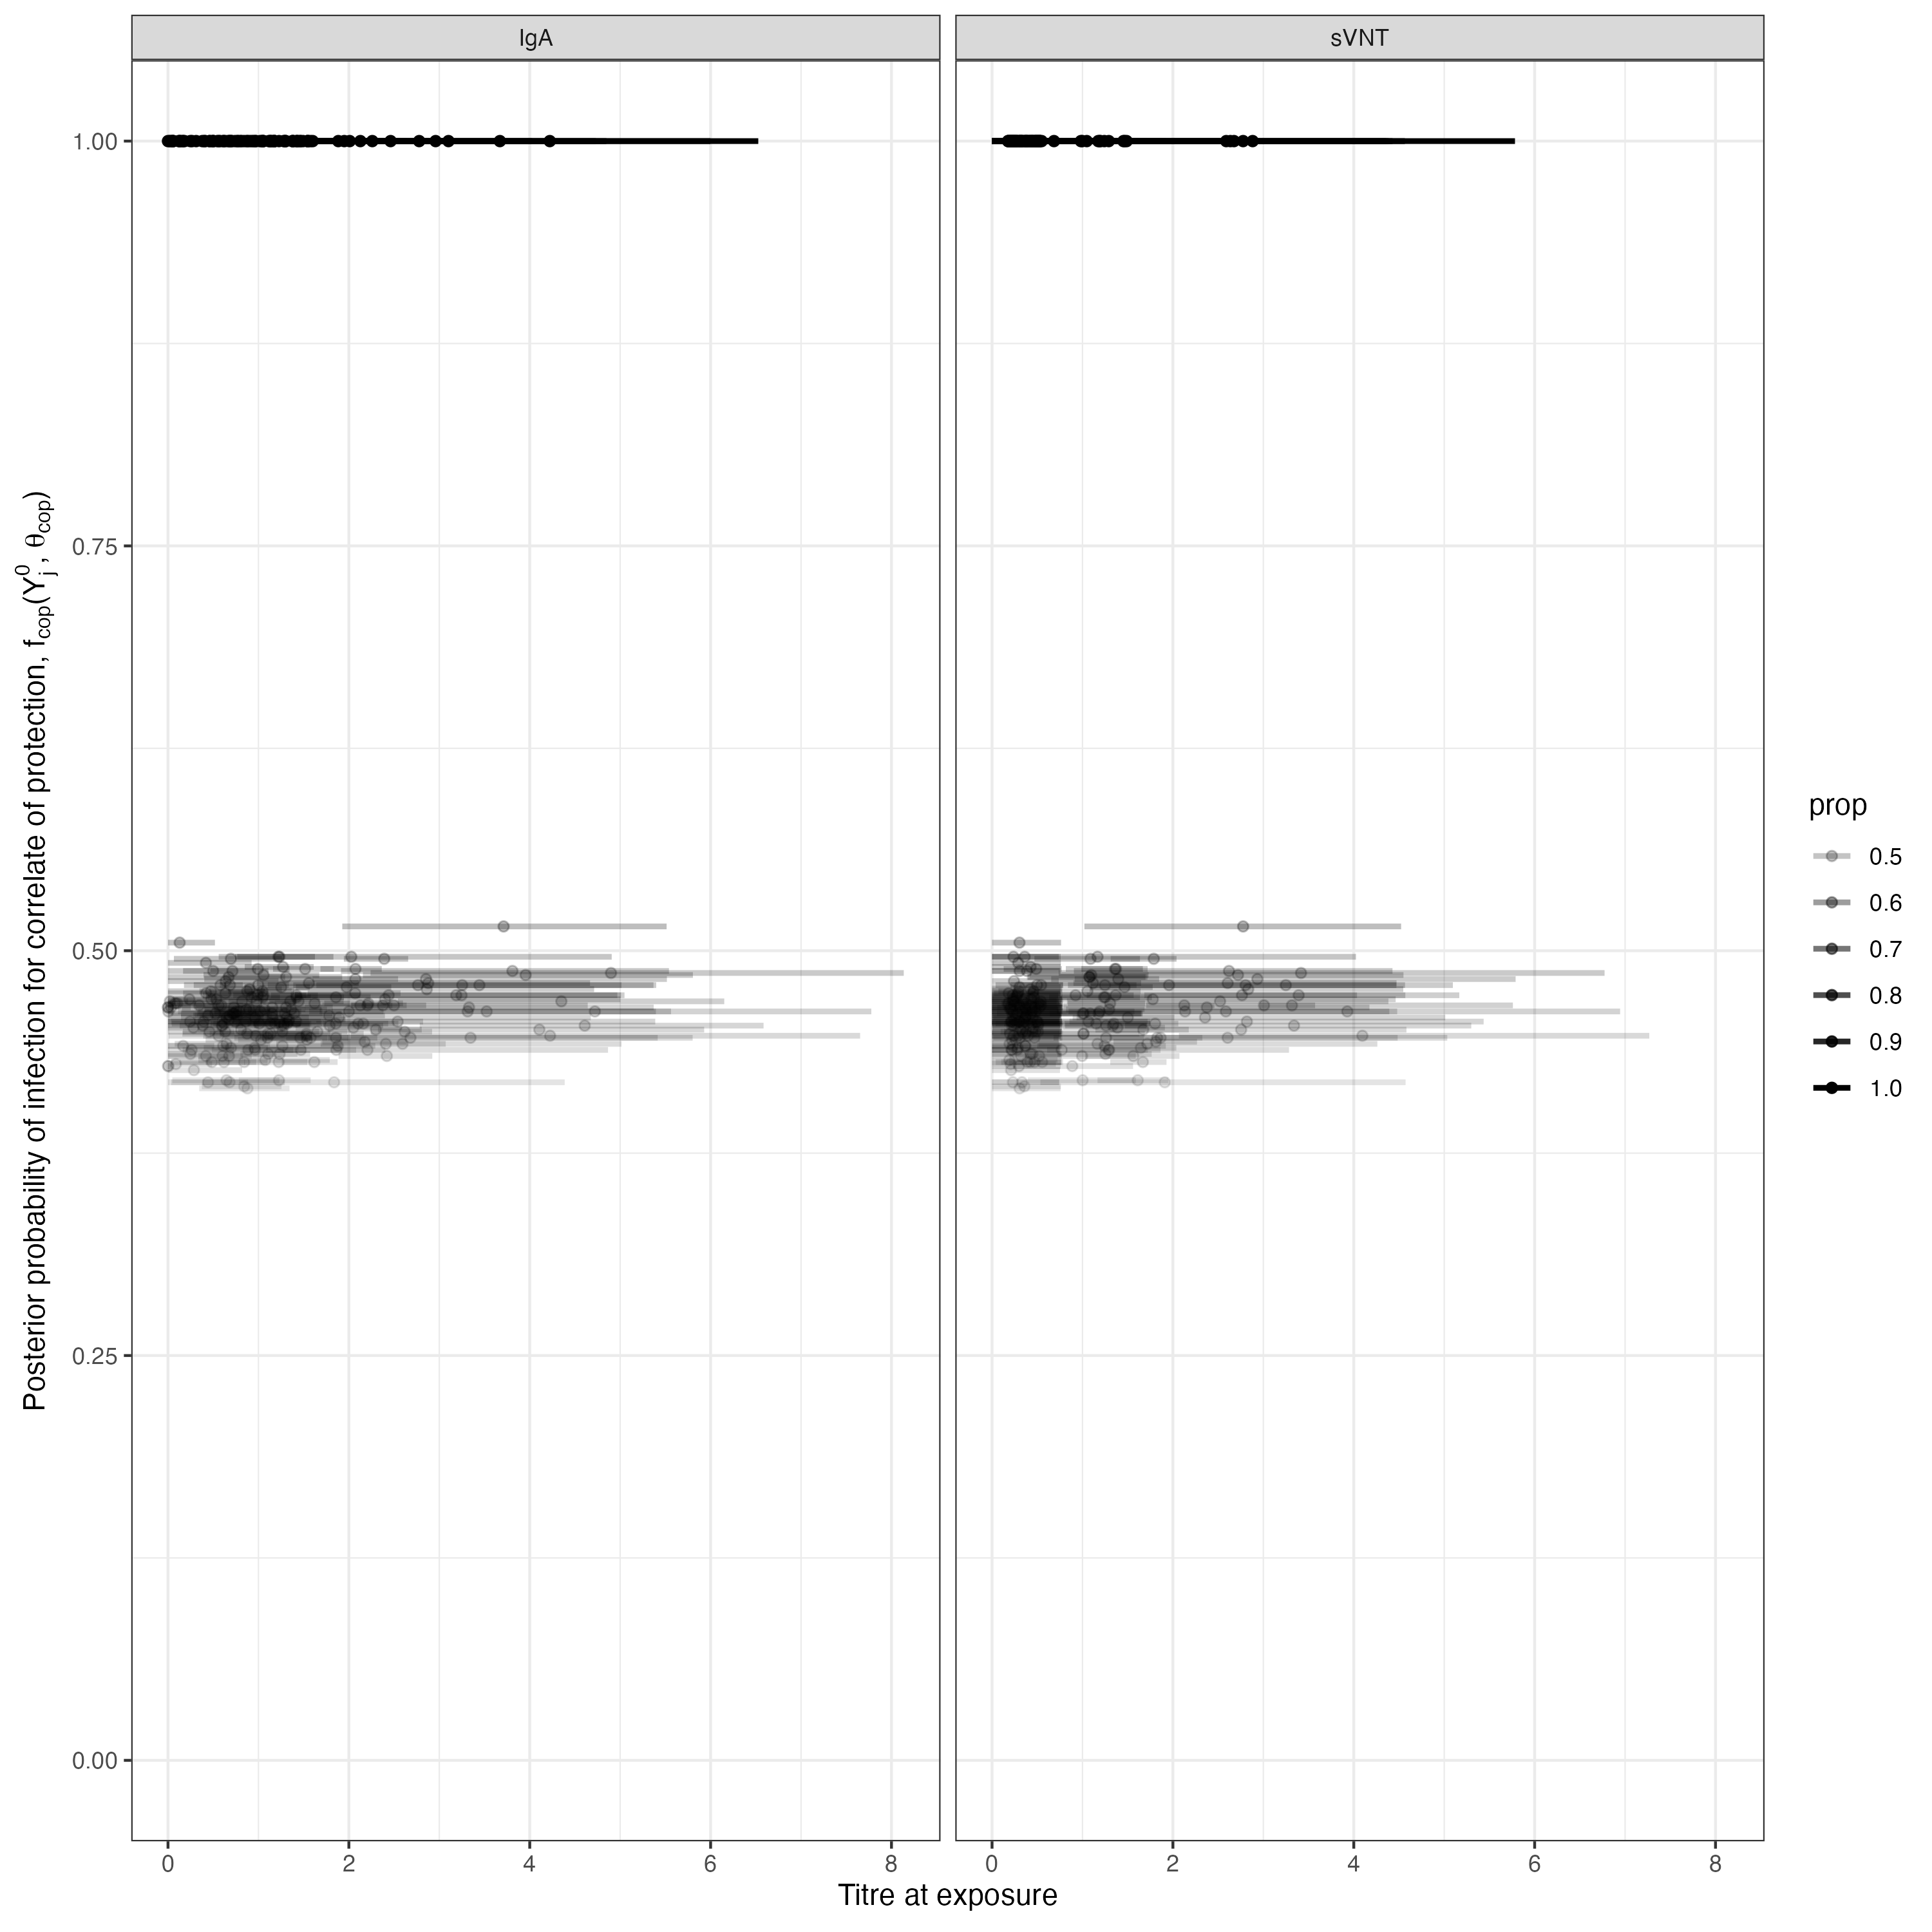 IgA
sVNT
1.00
0.75
0.50
0.25
0.00
Posterior probability of infection for correlate of protection, f_cop(Y_j^0, θ_cop)
0 2 4 6 8
0 2 4 6 8
Titre at exposure
prop
0.5
0.6
0.7
0.8
0.9
1.0